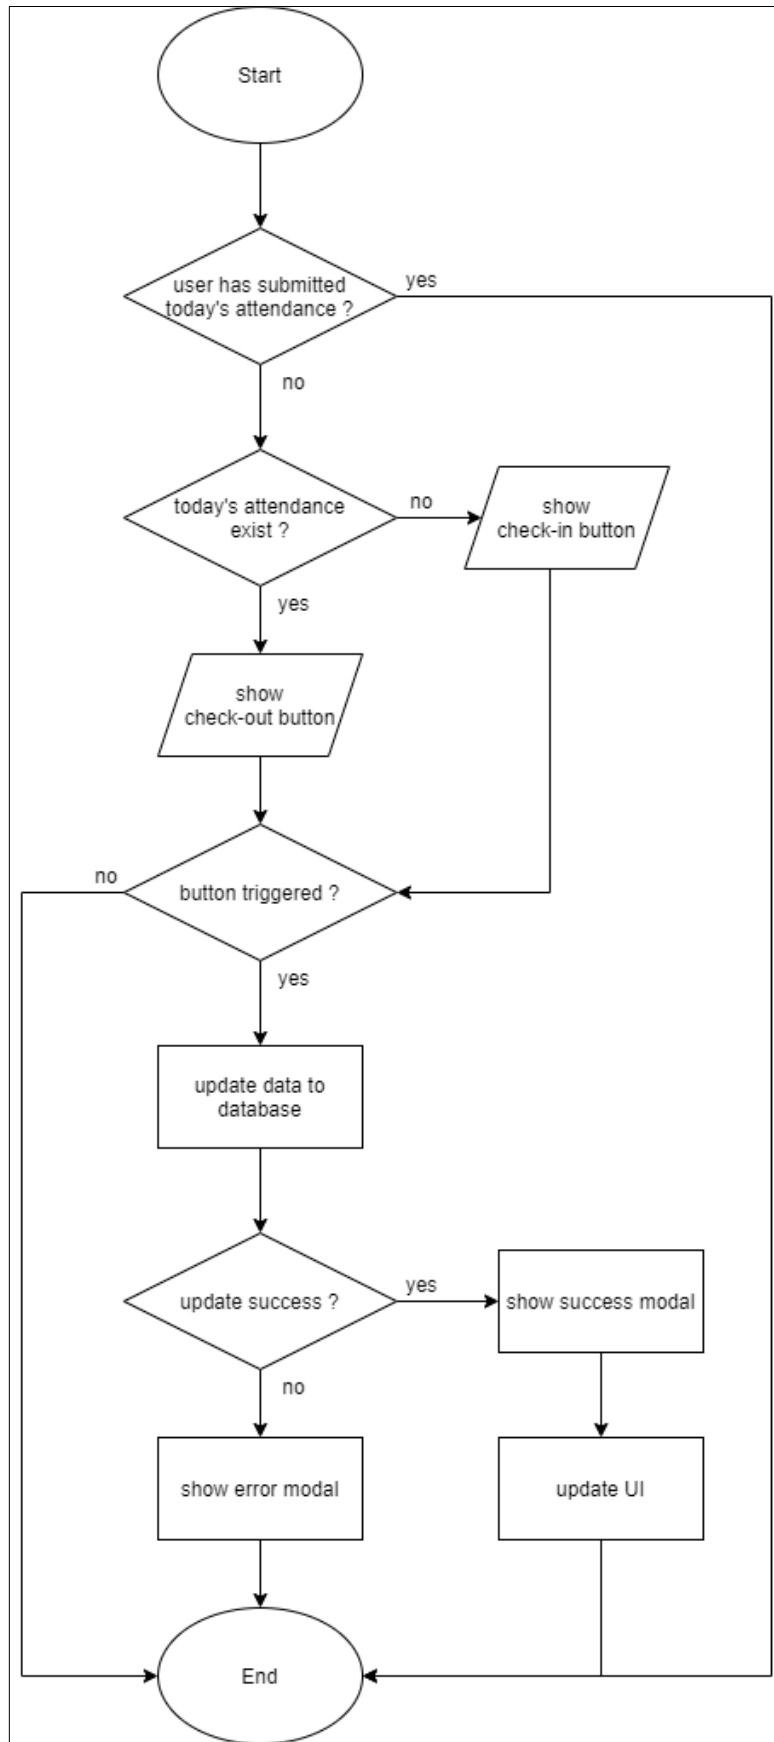 Start
user has submitted
today's attendance ?
yes
no
today's attendance
exist ?
no
show
check-in button
yes
show
check-out button
no
button triggered ?
yes
update data to
database
update success ?
yes
show success modal
no
show error modal
update UI
End